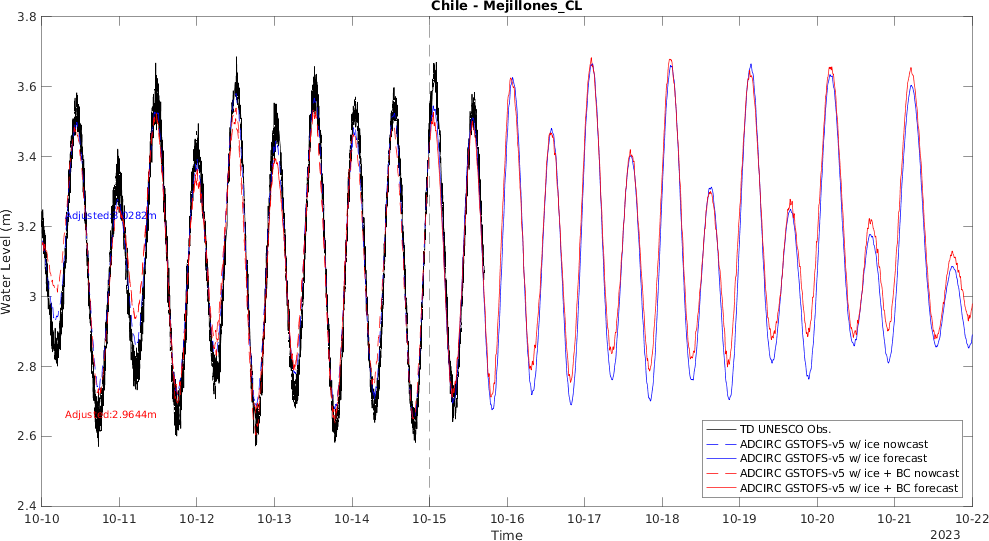 Chile - Mejillones_CL
Water Level (m)
3.8
3.6
3.4
3.2
3
2.8
2.6
2.4
Adjusted:3.0282m
Adjusted:2.9644m
TD UNESCO Obs.
ADCIRC GSTOFS-v5 w/ ice nowcast
ADCIRC GSTOFS-v5 w/ ice forecast
ADCIRC GSTOFS-v5 w/ ice + BC nowcast
ADCIRC GSTOFS-v5 w/ ice + BC forecast
10-10 10-11 10-12 10-13 10-14 10-15 10-16 10-17 10-18 10-19 10-20 10-21 10-22
Time
2023